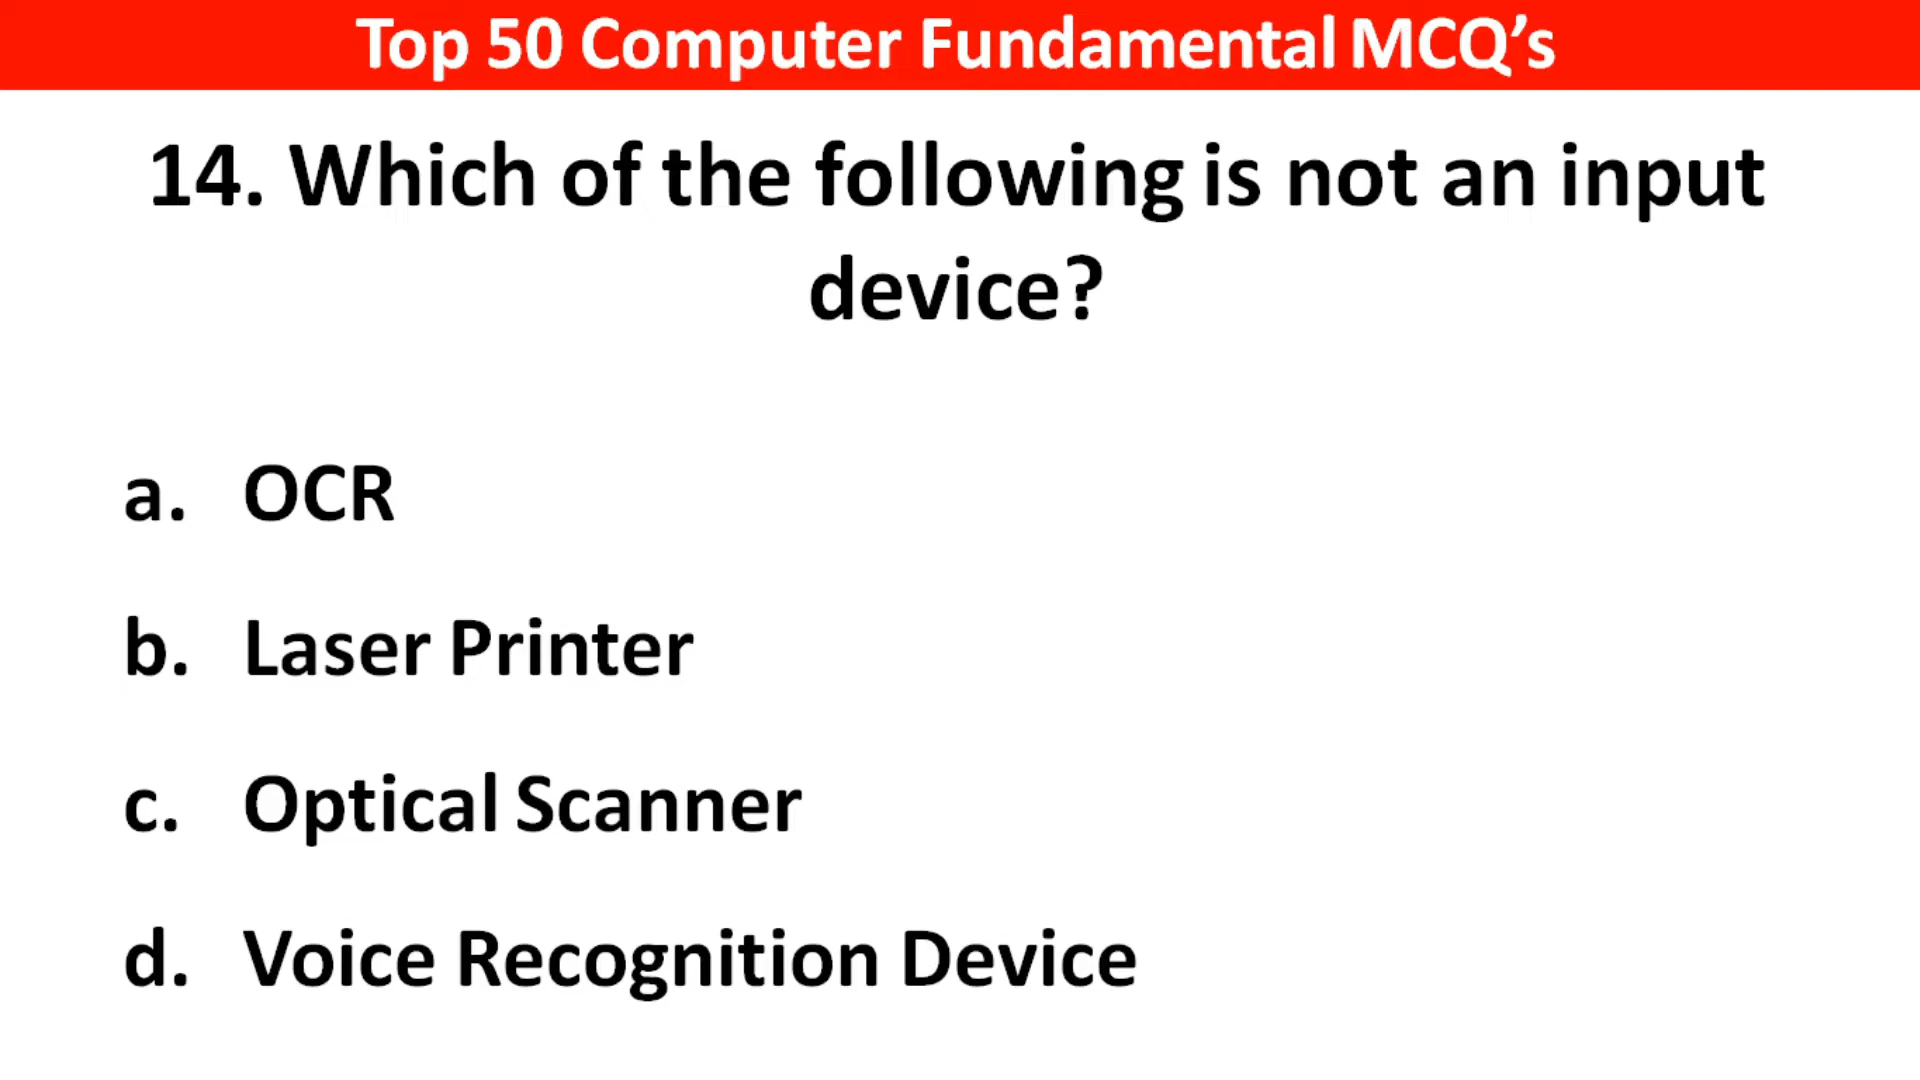 Top 50 Computer Fundamental MCQ’s
14. Which of the following is not an input
device?
a. OCR
b. Laser Printer
c. Optical Scanner
d. Voice Recognition Device